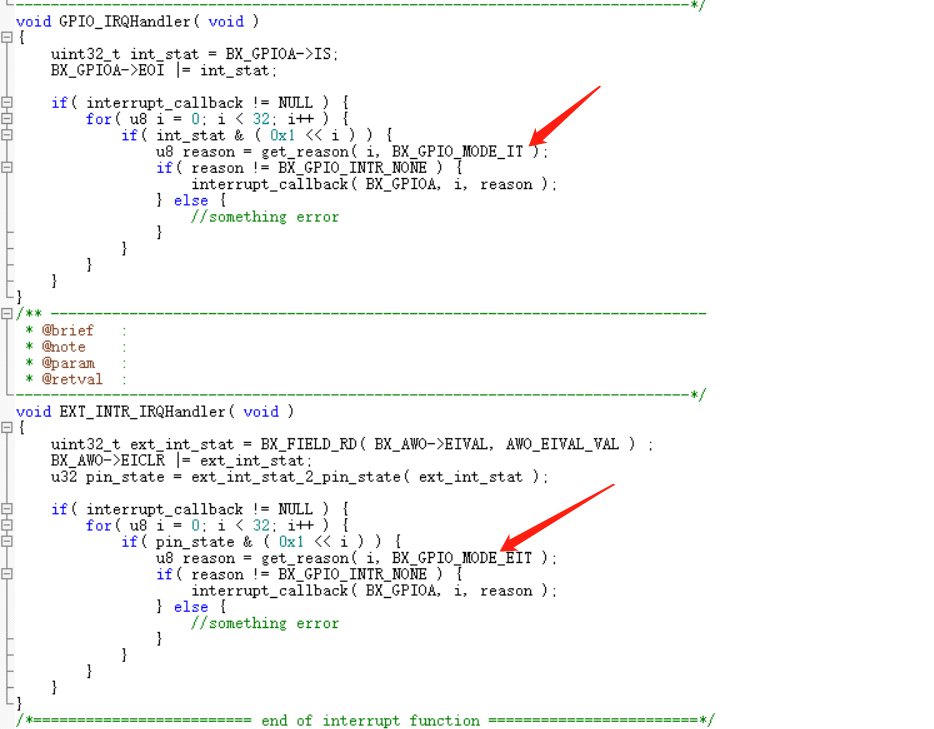 ---------------------------------------------------------------------------*/
void GPIO_IRQHandler( void )
{
    uint32_t int_stat = BX_GPIOA->IS;
    BX_GPIOA->EOI |= int_stat;

    if( interrupt_callback != NULL ) {
        for( u8 i = 0; i < 32; i++ ) {
            if( int_stat & ( 0x1 << i ) ) {
                u8 reason = get_reason( i, BX_GPIO_MODE_IT );
                if( reason != BX_GPIO_INTR_NONE ) {
                    interrupt_callback( BX_GPIOA, i, reason );
                } else {
                    //something error
                }
            }
        }
    }
}
/** ---------------------------------------------------------------------------
 * @brief   :
 * @note    :
 * @param   :
 * @retval  :
---------------------------------------------------------------------------*/
void EXT_INTR_IRQHandler( void )
{
    uint32_t ext_int_stat = BX_FIELD_RD( BX_AWO->EIVAL, AWO_EIVAL_VAL ) ;
    BX_AWO->EICLR |= ext_int_stat;
    u32 pin_state = ext_int_stat_2_pin_state( ext_int_stat );

    if( interrupt_callback != NULL ) {
        for( u8 i = 0; i < 32; i++ ) {
            if( pin_state & ( 0x1 << i ) ) {
                u8 reason = get_reason( i, BX_GPIO_MODE_EIT );
                if( reason != BX_GPIO_INTR_NONE ) {
                    interrupt_callback( BX_GPIOA, i, reason );
                } else {
                    //something error
                }
            }
        }
    }
}
/*========================= end of interrupt function ========================*/